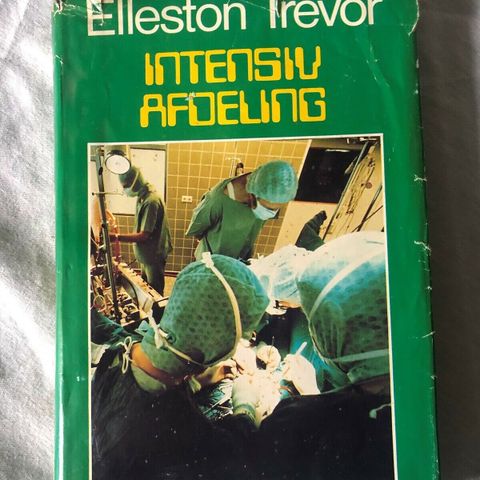 Elleston Trevor
INTENSIV
AFDELING